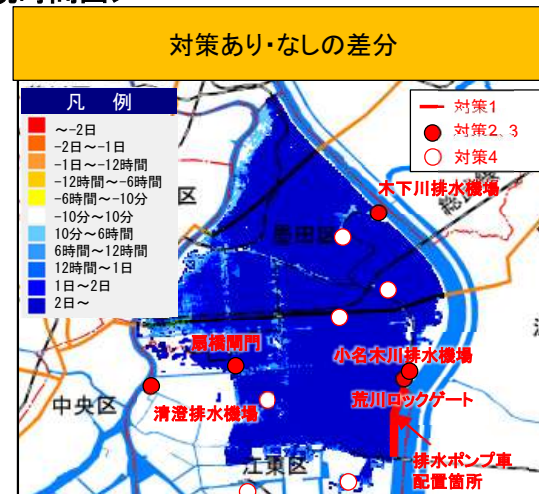 対策あり・なしの差分
凡 例
～-2日
-2日～-1日
-1日～-12時間
-12時間～-6時間
-6時間～-10分
-10分～10分
10分～6時間
6時間～12時間
12時間～1日
1日～2日
2日～
対策1
対策2、3
対策4
木下川排水機場
区
墨田区
扇橋閘門
小名木川排水機場
中央区
清澄排水機場
荒川ロックゲート
江東区
排水ポンプ車
配置箇所